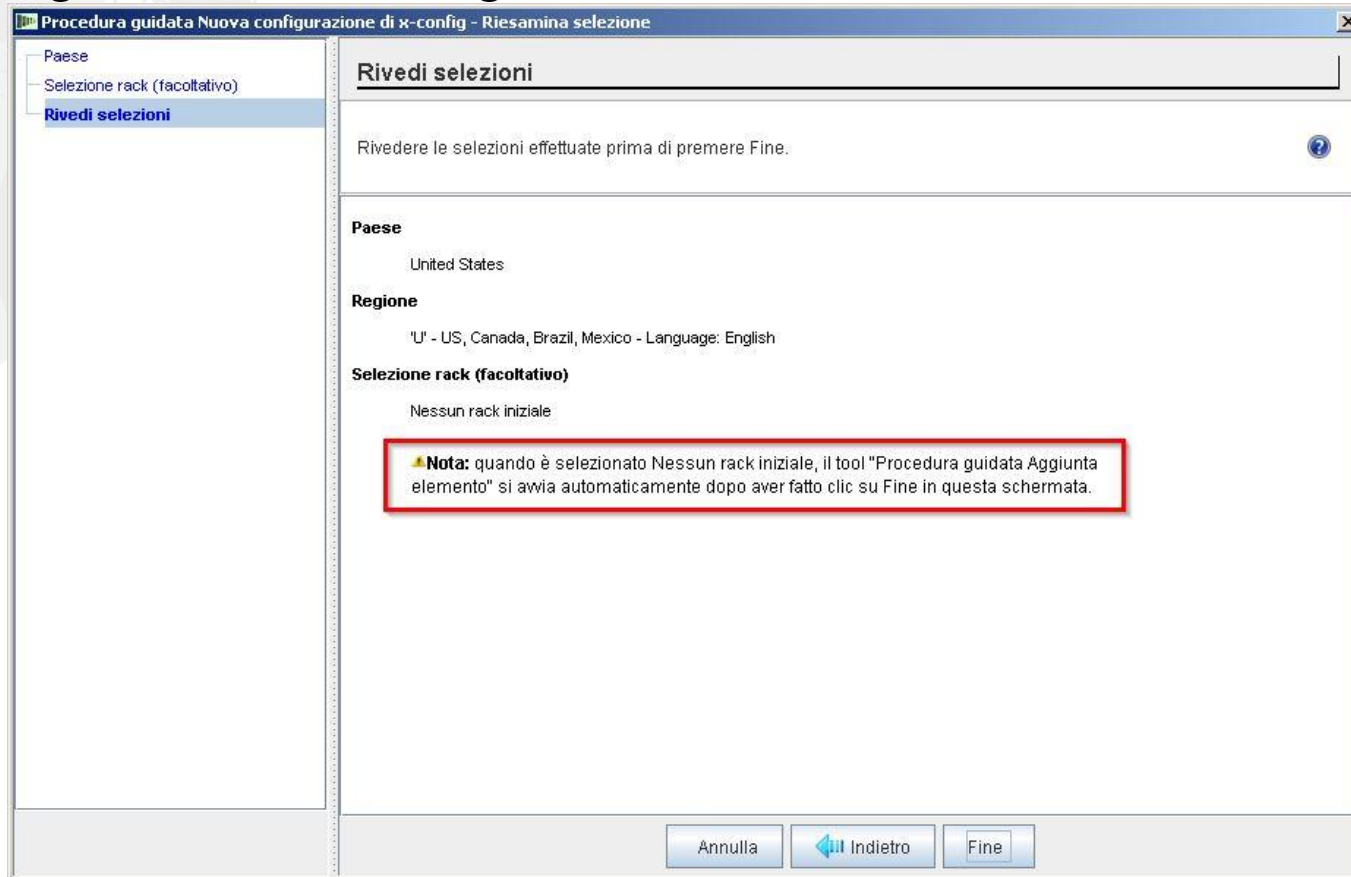 Procedura guidata Nuova configurazione di x-config - Riesamina selezione
Paese
Selezione rack (facoltativo)
Rivedi selezioni
Rivedi selezioni
Rivedere le selezioni effettuate prima di premere Fine.
Paese
United States
Regione
'U' - US, Canada, Brazil, Mexico - Language: English
Selezione rack (facoltativo)
Nessun rack iniziale
Nota: quando è selezionato Nessun rack iniziale, il tool "Procedura guidata Aggiunta
elemento" si avvia automaticamente dopo aver fatto clic su Fine in questa schermata.
Annulla
Indietro
Fine